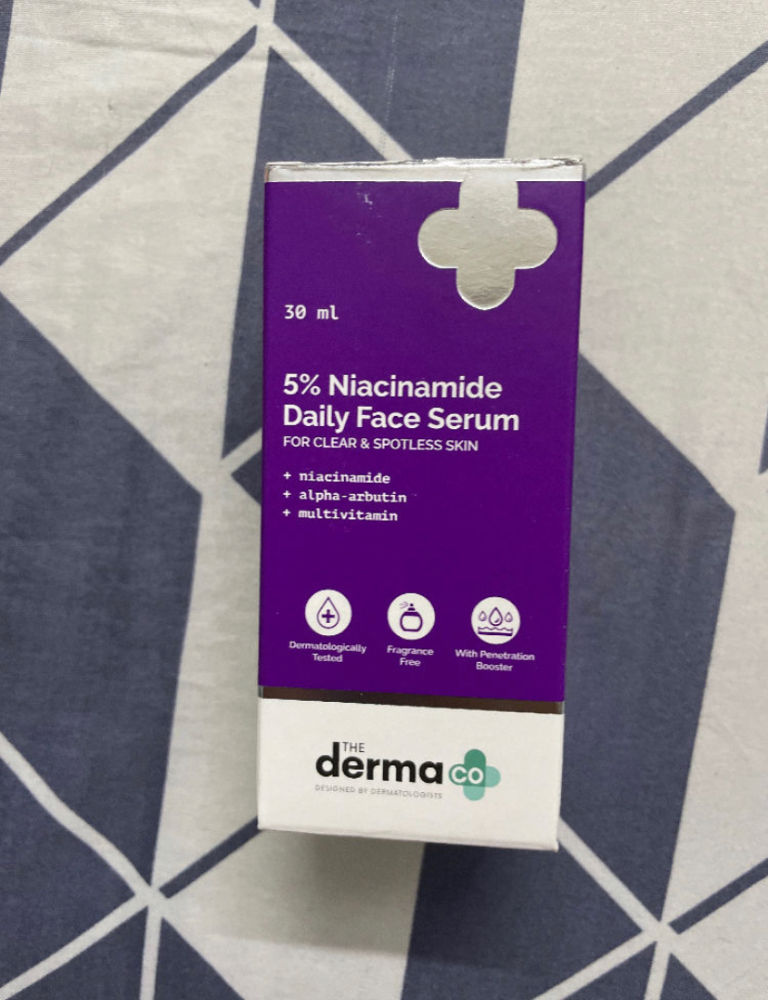 30 ml
5% Niacinamide
Daily Face Serum
FOR CLEAR & SPOTLESS SKIN
+ niacinamide
+ alpha-arbutin
+ multivitamin
Dermatologically
Tested
Fragrance
Free
With Penetration
Booster
THE
derma co
DESIGNED BY DERMATOLOGISTS